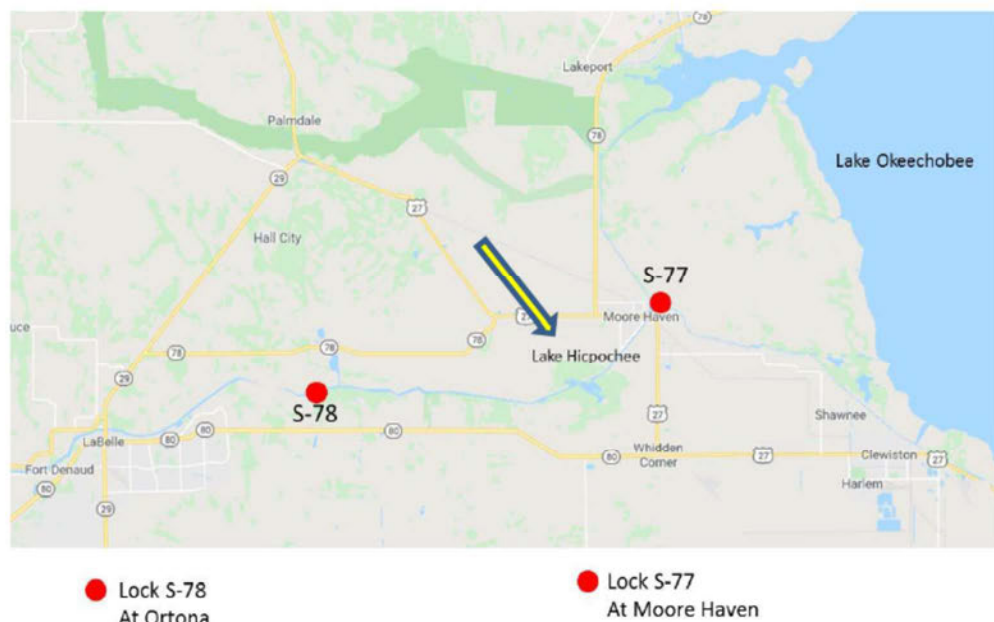 78
Lakeport
Palmdale
78
Lake Okeechobee
29
27
Hall City
S-77
uce
27
Moore Haven
78
78
78
Lake Hicpochee
29
S-78
27
Shawnee
80
80
80
LaBelle
Whidden
Corner
80
27
Clewiston
27
Fort Denaud
Harlem
80
29
Lock S-78
At Ortona
Lock S-77
At Moore Haven